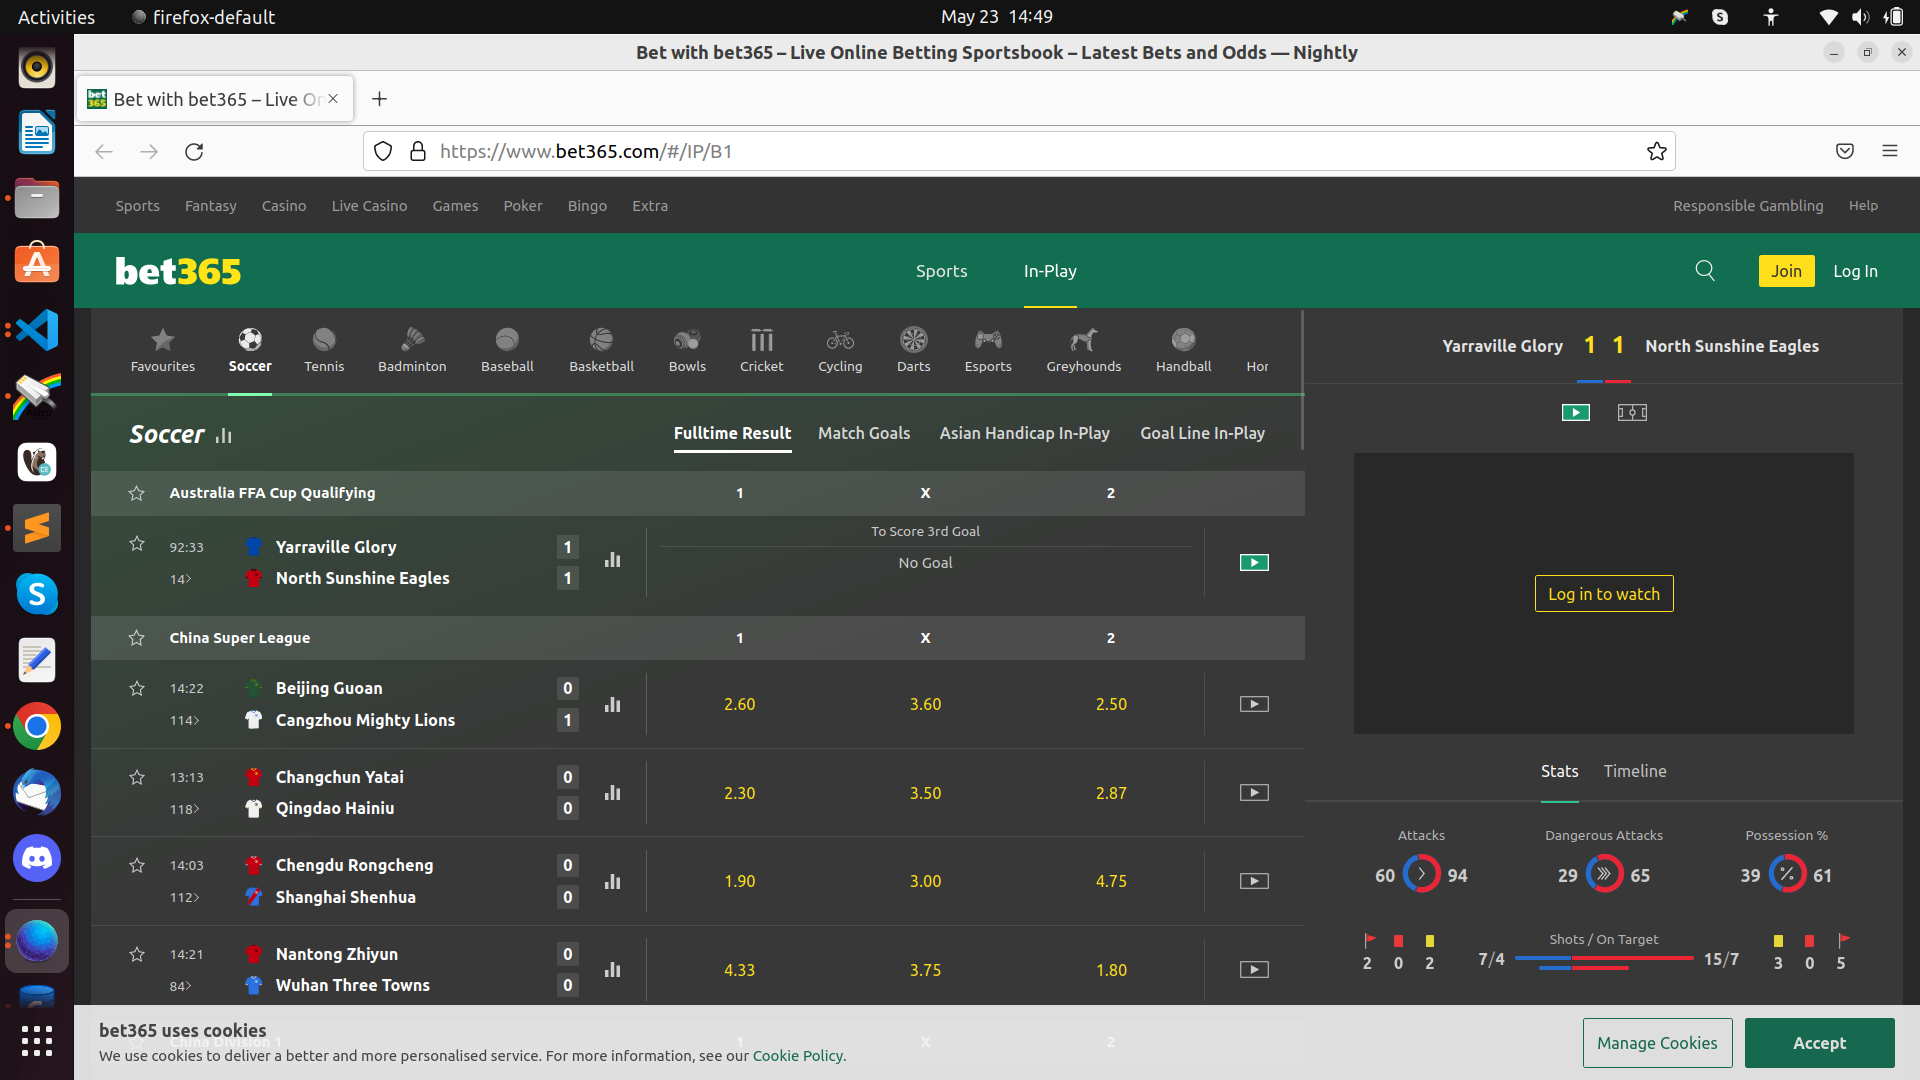 Activities firefox-default May 23 14:49
Bet with bet365 – Live Online Betting Sportsbook – Latest Bets and Odds — Nightly
Bet with bet365 – Live On
https://www.bet365.com/#/IP/B1
Sports Fantasy Casino Live Casino Games Poker Bingo Extra Responsible Gambling Help
bet365 Sports In-Play Join Log In
Favourites Soccer Tennis Badminton Baseball Basketball Bowls Cricket Cycling Darts Esports Greyhounds Handball Hor
Yarraville Glory 1 1 North Sunshine Eagles
Soccer Fulltime Result Match Goals Asian Handicap In-Play Goal Line In-Play
Australia FFA Cup Qualifying 1 X 2
92:33 Yarraville Glory 1 To Score 3rd Goal
14> North Sunshine Eagles 1 No Goal
Log in to watch
China Super League 1 X 2
14:22 Beijing Guoan 0
114> Cangzhou Mighty Lions 1
2.60 3.60 2.50
13:13 Changchun Yatai 0
118> Qingdao Hainiu 0
2.30 3.50 2.87
14:03 Chengdu Rongcheng 0
112> Shanghai Shenhua 0
1.90 3.00 4.75
14:21 Nantong Zhiyun 0
84> Wuhan Three Towns 0
4.33 3.75 1.80
China Division 1 1 X 2
Stats Timeline
Attacks Dangerous Attacks Possession %
60 94 29 65 39 61
Shots / On Target
2 0 2 7/4 15/7 3 0 5
bet365 uses cookies
We use cookies to deliver a better and more personalised service. For more information, see our Cookie Policy.
Manage Cookies Accept